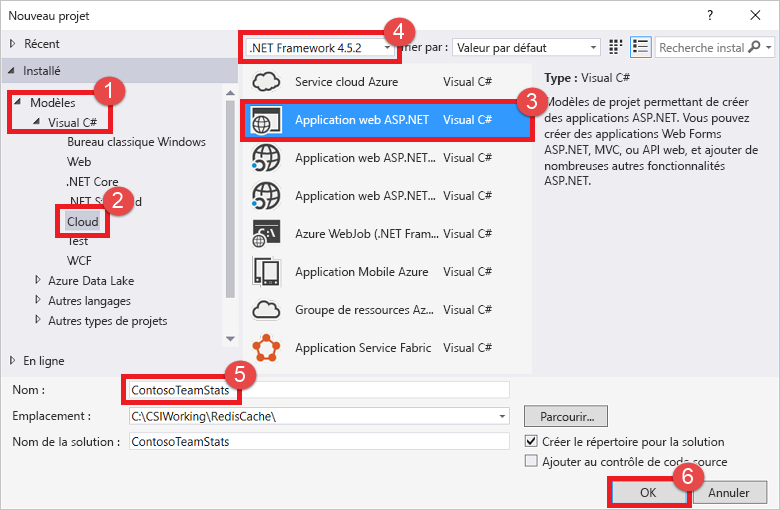 Nouveau projet
Récent
Installé
1
Modèles
Visual C#
Bureau classique Windows
Web
.NET Core
.NET S d
2
Cloud
Test
WCF
Azure Data Lake
Autres langages
Autres types de projets
En ligne
.NET Framework 4.5.2
4
er par : Valeur par défaut
Recherche instal
Service cloud Azure Visual C#
3
Application web ASP.NET Visual C#
Application web ASP.NET... Visual C#
Application web ASP.NET... Visual C#
Azure WebJob (.NET Fram... Visual C#
Application Mobile Azure Visual C#
Groupe de ressources Az... Visual C#
Application Service Fabric Visual C#
Type : Visual C#
Modèles de projet permettant de créer
des applications ASP.NET. Vous pouvez
créer des applications Web Forms
ASP.NET, MVC, ou API web, et ajouter de
nombreuses autres fonctionnalités
ASP.NET.
5
Nom : ContosoTeamStats
Emplacement : C:\CSIWorking\RedisCache\
Parcourir...
Nom de la solution : ContosoTeamStats
Créer le répertoire pour la solution
Ajouter au contrôle de code source
6
OK
Annuler